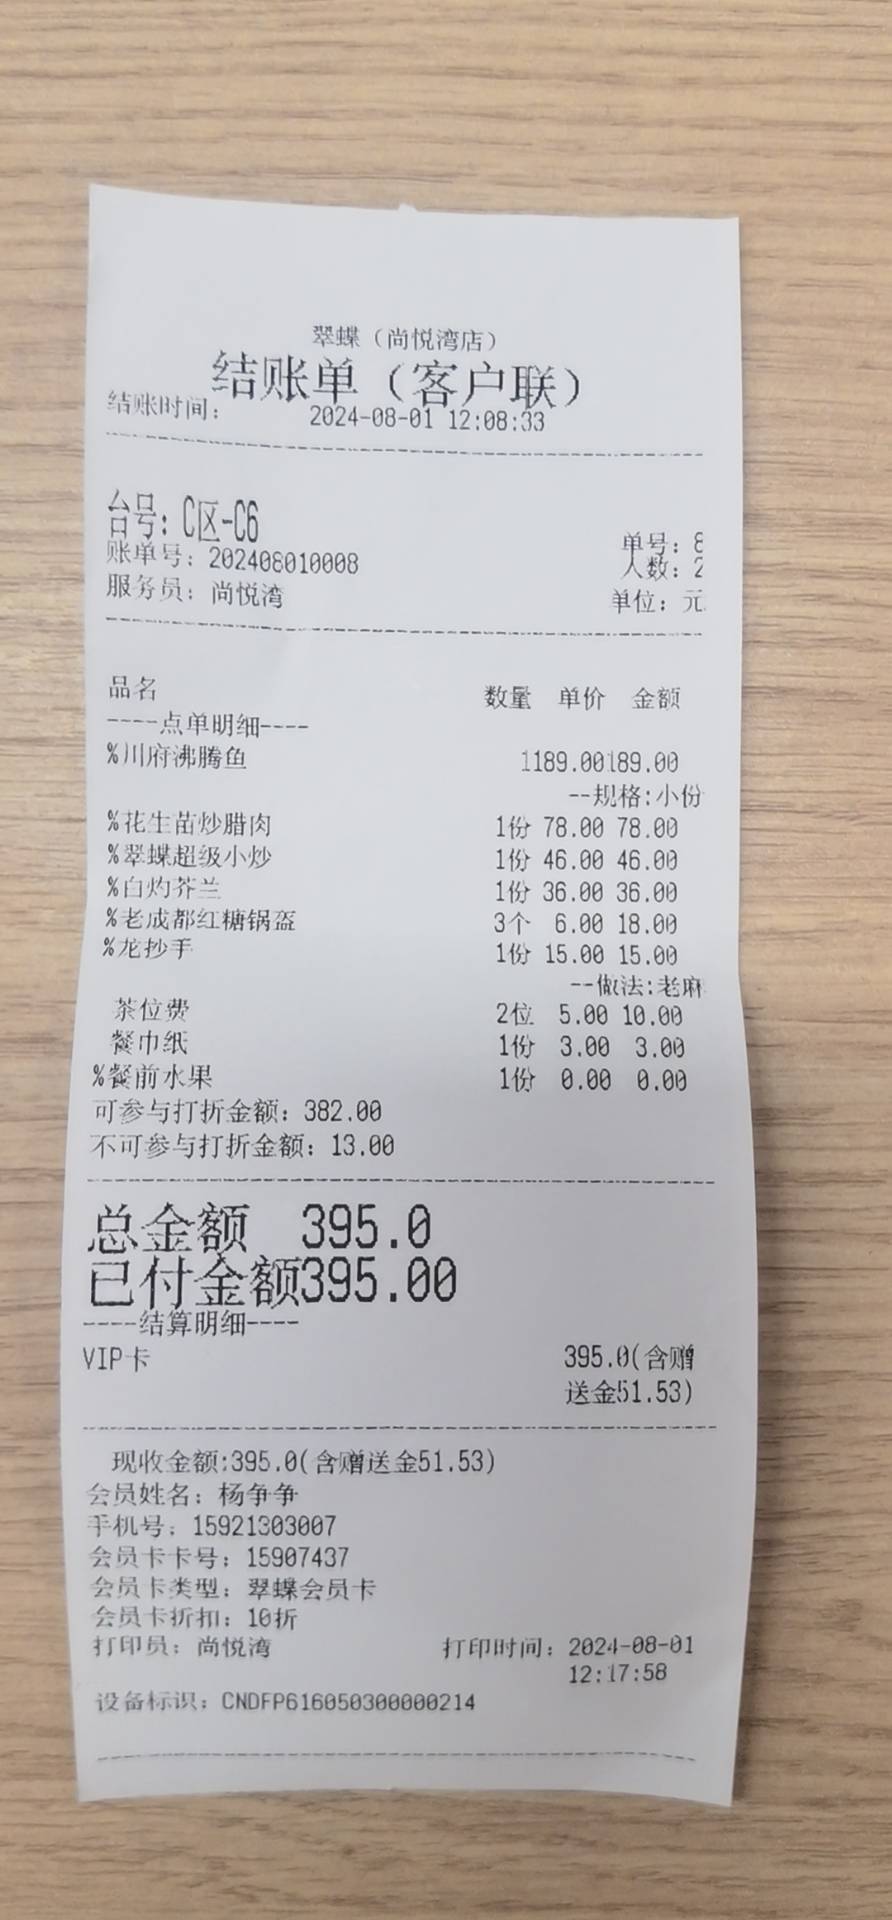 翠蝶（尚悦湾店）
结账单（客户联）
结账时间： 2024-08-01 12:08:33
台号：C区-C6
单号：8
账单号：202408010008
人数：2
服务员：尚悦湾
单位：元
品名 数量 单价 金额
----点单明细----
%川府沸腾鱼 1189.00189.00
--规格:小份
%花生苗炒腊肉 1份 78.00 78.00
%翠蝶超级小炒 1份 46.00 46.00
%白灼芥兰 1份 36.00 36.00
%老成都红糖锅盔 3个 6.00 18.00
%龙抄手 1份 15.00 15.00
--做法:老麻
茶位费 2位 5.00 10.00
餐巾纸 1份 3.00 3.00
%餐前水果 1份 0.00 0.00
可参与打折金额：382.00
不可参与打折金额：13.00
总金额 395.0
已付金额395.00
----结算明细----
VIP卡 395.0(含赠
送金51.53)
现收金额:395.0(含赠送金51.53)
会员姓名：杨争争
手机号：15921303007
会员卡卡号：15907437
会员卡类型：翠蝶会员卡
会员卡折扣：10折
打印员：尚悦湾 打印时间：2024-08-01
12:17:58
设备标识：CNDFP616050300000214